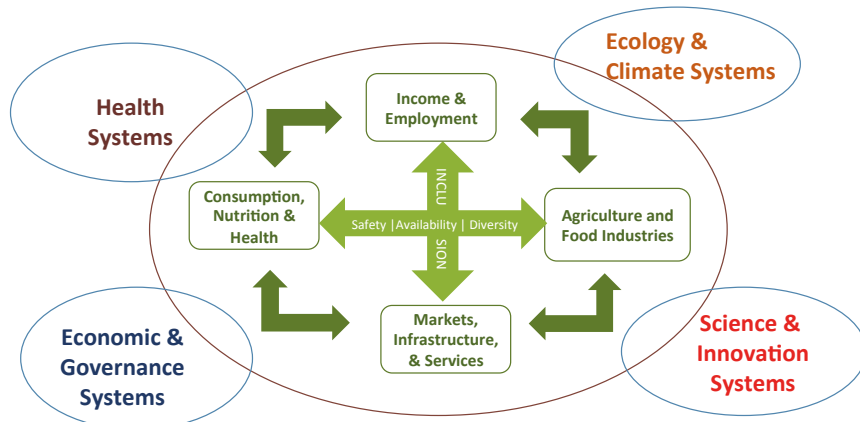 Ecology &
Climate Systems
Health
Systems
Income &
Employment
Consumption,
Nutrition &
Health
INCLU
Safety |Availability | Diversity
SION
Agriculture and
Food Industries
Markets,
Infrastructure,
& Services
Economic &
Governance
Systems
Science &
Innovation
Systems